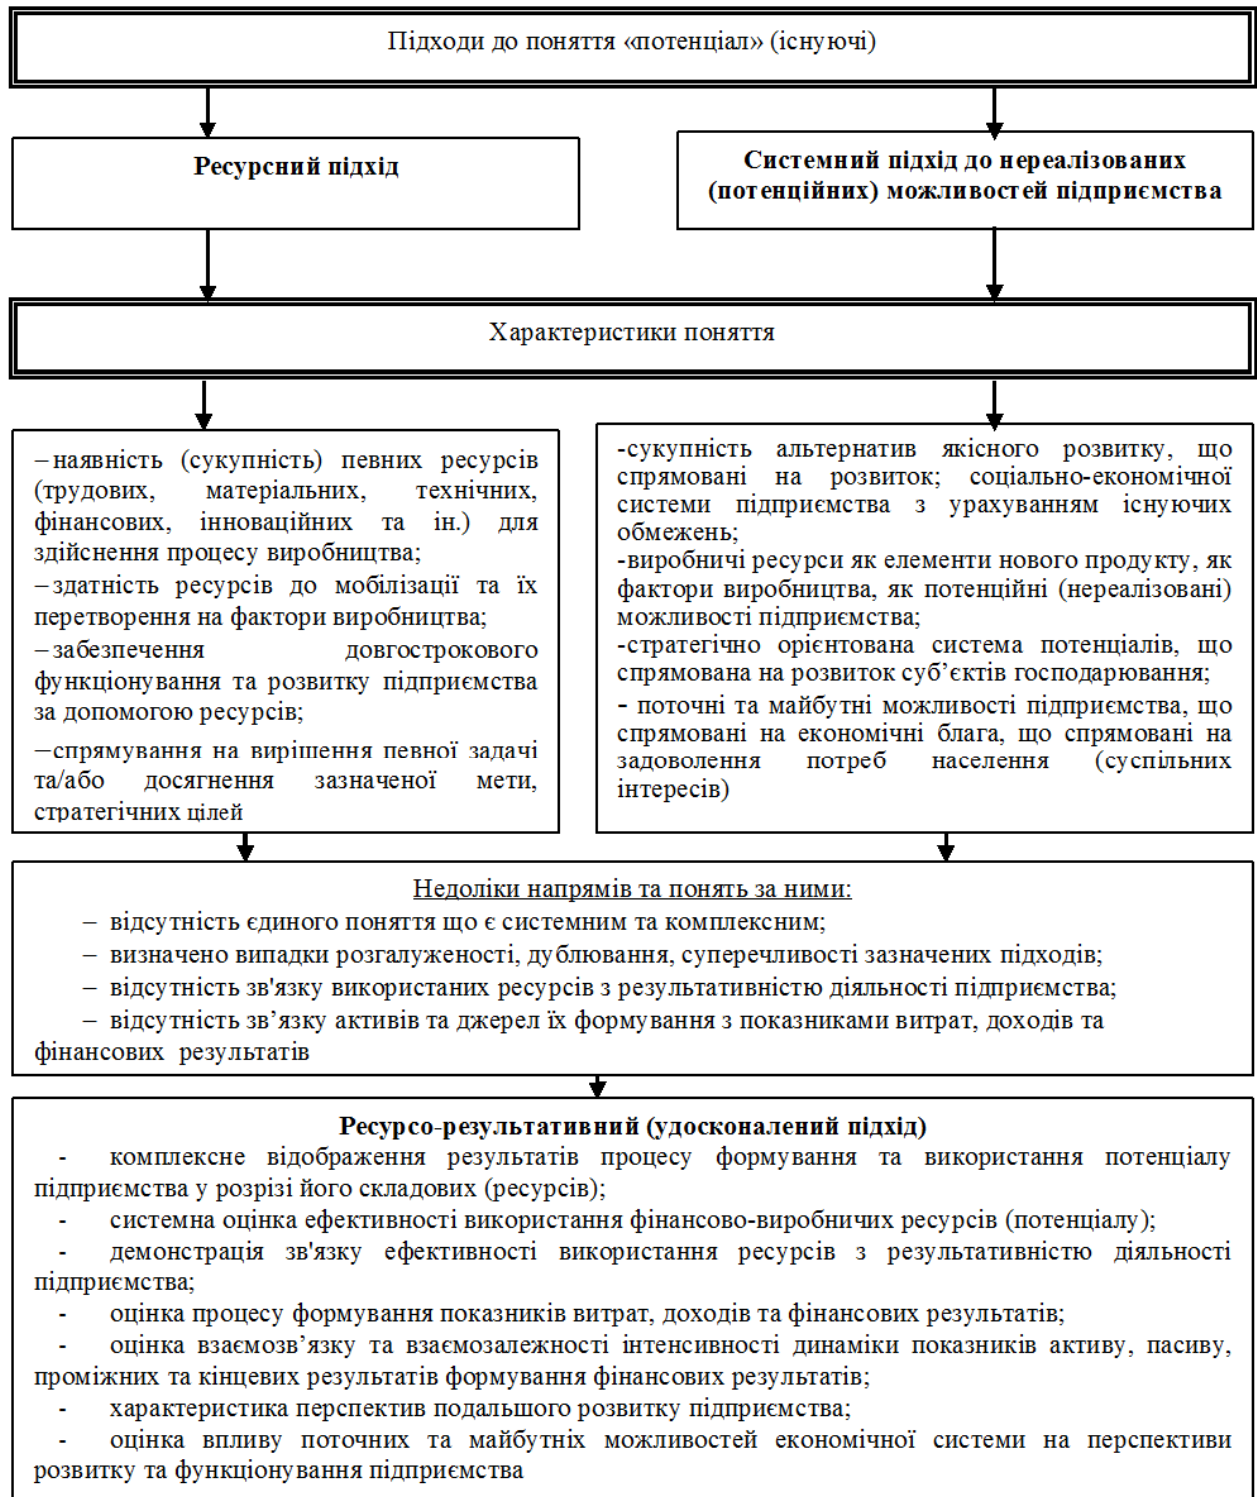 Підходи до поняття «потенціал» (існуючі)
Ресурсний підхід
Системний підхід до нереалізованих
(потенційних) можливостей підприємства
Характеристики поняття
–наявність (сукупність) певних ресурсів
(трудових, матеріальних, технічних,
фінансових, інноваційних та ін.) для
здійснення процесу виробництва;
–здатність ресурсів до мобілізації та їх
перетворення на фактори виробництва;
–забезпечення довгострокового
функціонування та розвитку підприємства
за допомогою ресурсів;
–спрямування на вирішення певної задачі
та/або досягнення зазначеної мети,
стратегічних цілей
-сукупність альтернатив якісного розвитку, що
спрямовані на розвиток; соціально-економічної
системи підприємства з урахуванням існуючих
обмежень;
-виробничі ресурси як елементи нового продукту, як
фактори виробництва, як потенційні (нереалізовані)
можливості підприємства;
-стратегічно орієнтована система потенціалів, що
спрямована на розвиток суб’єктів господарювання;
- поточні та майбутні можливості підприємства, що
спрямовані на економічні блага, що спрямовані на
задоволення потреб населення (суспільних
інтересів)
Недоліки напрямів та понять за ними:
– відсутність єдиного поняття що є системним та комплексним;
– визначено випадки розгалуженості, дублювання, суперечливості зазначених підходів;
– відсутність зв'язку використаних ресурсів з результативністю діяльності підприємства;
– відсутність зв’язку активів та джерел їх формування з показниками витрат, доходів та
фінансових результатів
Ресурсо-результативний (удосконалений підхід)
- комплексне відображення результатів процесу формування та використання потенціалу
підприємства у розрізі його складових (ресурсів);
- системна оцінка ефективності використання фінансово-виробничих ресурсів (потенціалу);
- демонстрація зв'язку ефективності використання ресурсів з результативністю діяльності
підприємства;
- оцінка процесу формування показників витрат, доходів та фінансових результатів;
- оцінка взаємозв’язку та взаємозалежності інтенсивності динаміки показників активу, пасиву,
проміжних та кінцевих результатів формування фінансових результатів;
- характеристика перспектив подальшого розвитку підприємства;
- оцінка впливу поточних та майбутніх можливостей економічної системи на перспективи
розвитку та функціонування підприємства